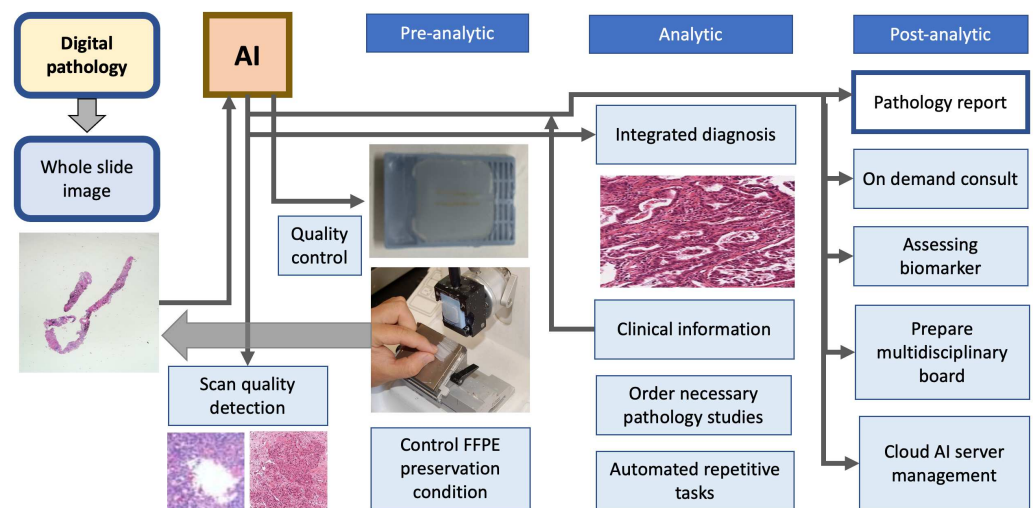 Digital
pathology
Whole slide
image
AI
Scan quality
detection
Pre-analytic
Quality
control
Control FFPE
preservation
condition
Analytic
Integrated diagnosis
Clinical information
Order necessary
pathology studies
Automated repetitive
tasks
Post-analytic
Pathology report
On demand consult
Assessing
biomarker
Prepare
multidisciplinary
board
Cloud AI server
management